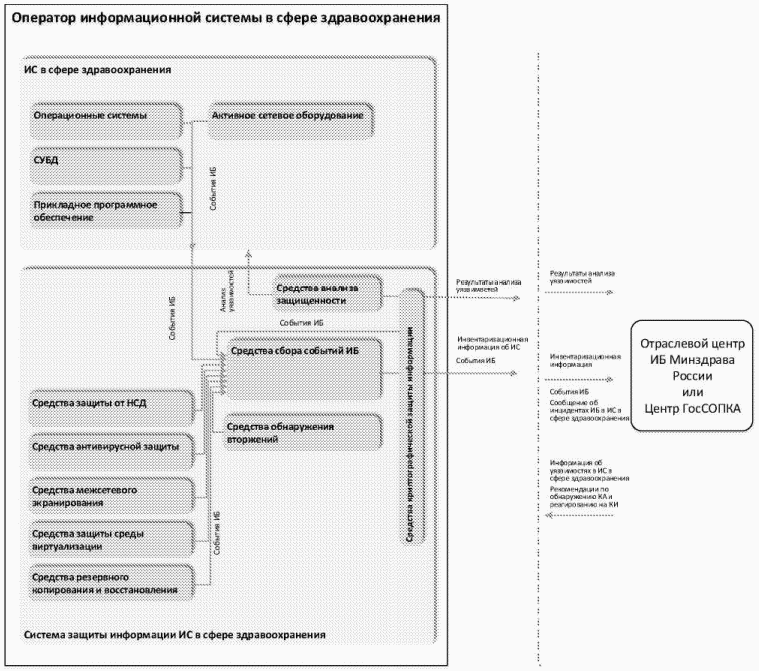 Оператор информационной системы в сфере здравоохранения
ИС в сфере здравоохранения
Операционные системы
Активное сетевое оборудование
СУБД
События ИБ
Прикладное программное
обеспечение
События ИБ
Анализ
уязвимостей
Средства анализа
защищенности
События ИБ
Средства сбора событий ИБ
Средства криптографической защиты информации
Средства защиты от НСД
Средства обнаружения
вторжений
Средства антивирусной защиты
Средства межсетевого
экранирования
События ИБ
Средства защиты среды
виртуализации
Средства резервного
копирования и восстановления
Система защиты информации ИС в сфере здравоохранения
Результаты анализа
уязвимостей
Инвентаризационная
информация об ИС
События ИБ
Результаты анализа
уязвимостей
Инвентаризационная
информация
События ИБ
Сообщение об
инцидентах ИБ в ИС в
сфере здравоохранения
Информация об
уязвимостях в ИС в
сфере здравоохранения
Рекомендации по
обнаружению КА и
реагированию на КИ
Отраслевой центр
ИБ Минздрава
России
или
Центр ГосСОПКА